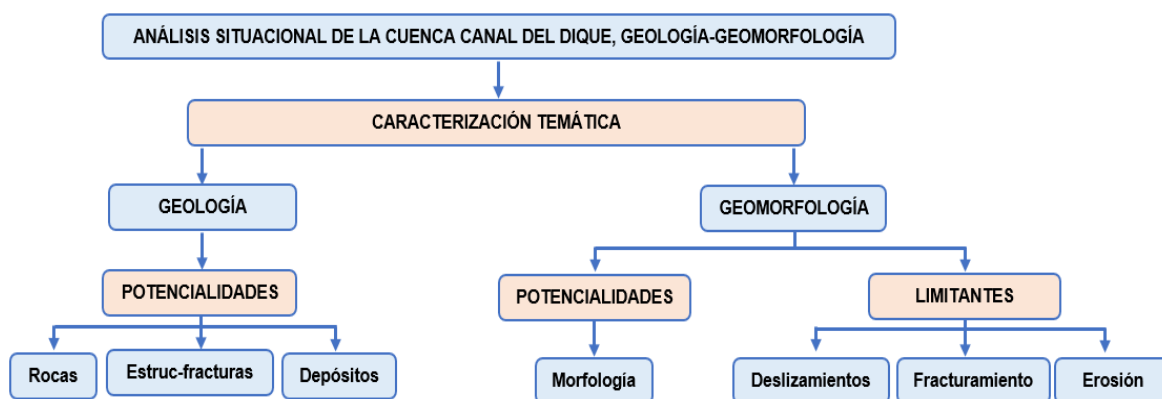 ANÁLISIS SITUACIONAL DE LA CUENCA CANAL DEL DIQUE, GEOLOGÍA-GEOMORFOLOGÍA
CARACTERIZACIÓN TEMÁTICA
GEOLOGÍA
GEOMORFOLOGÍA
POTENCIALIDADES
POTENCIALIDADES
LIMITANTES
Rocas
Estruc-fracturas
Depósitos
Morfología
Deslizamientos
Fracturamiento
Erosión